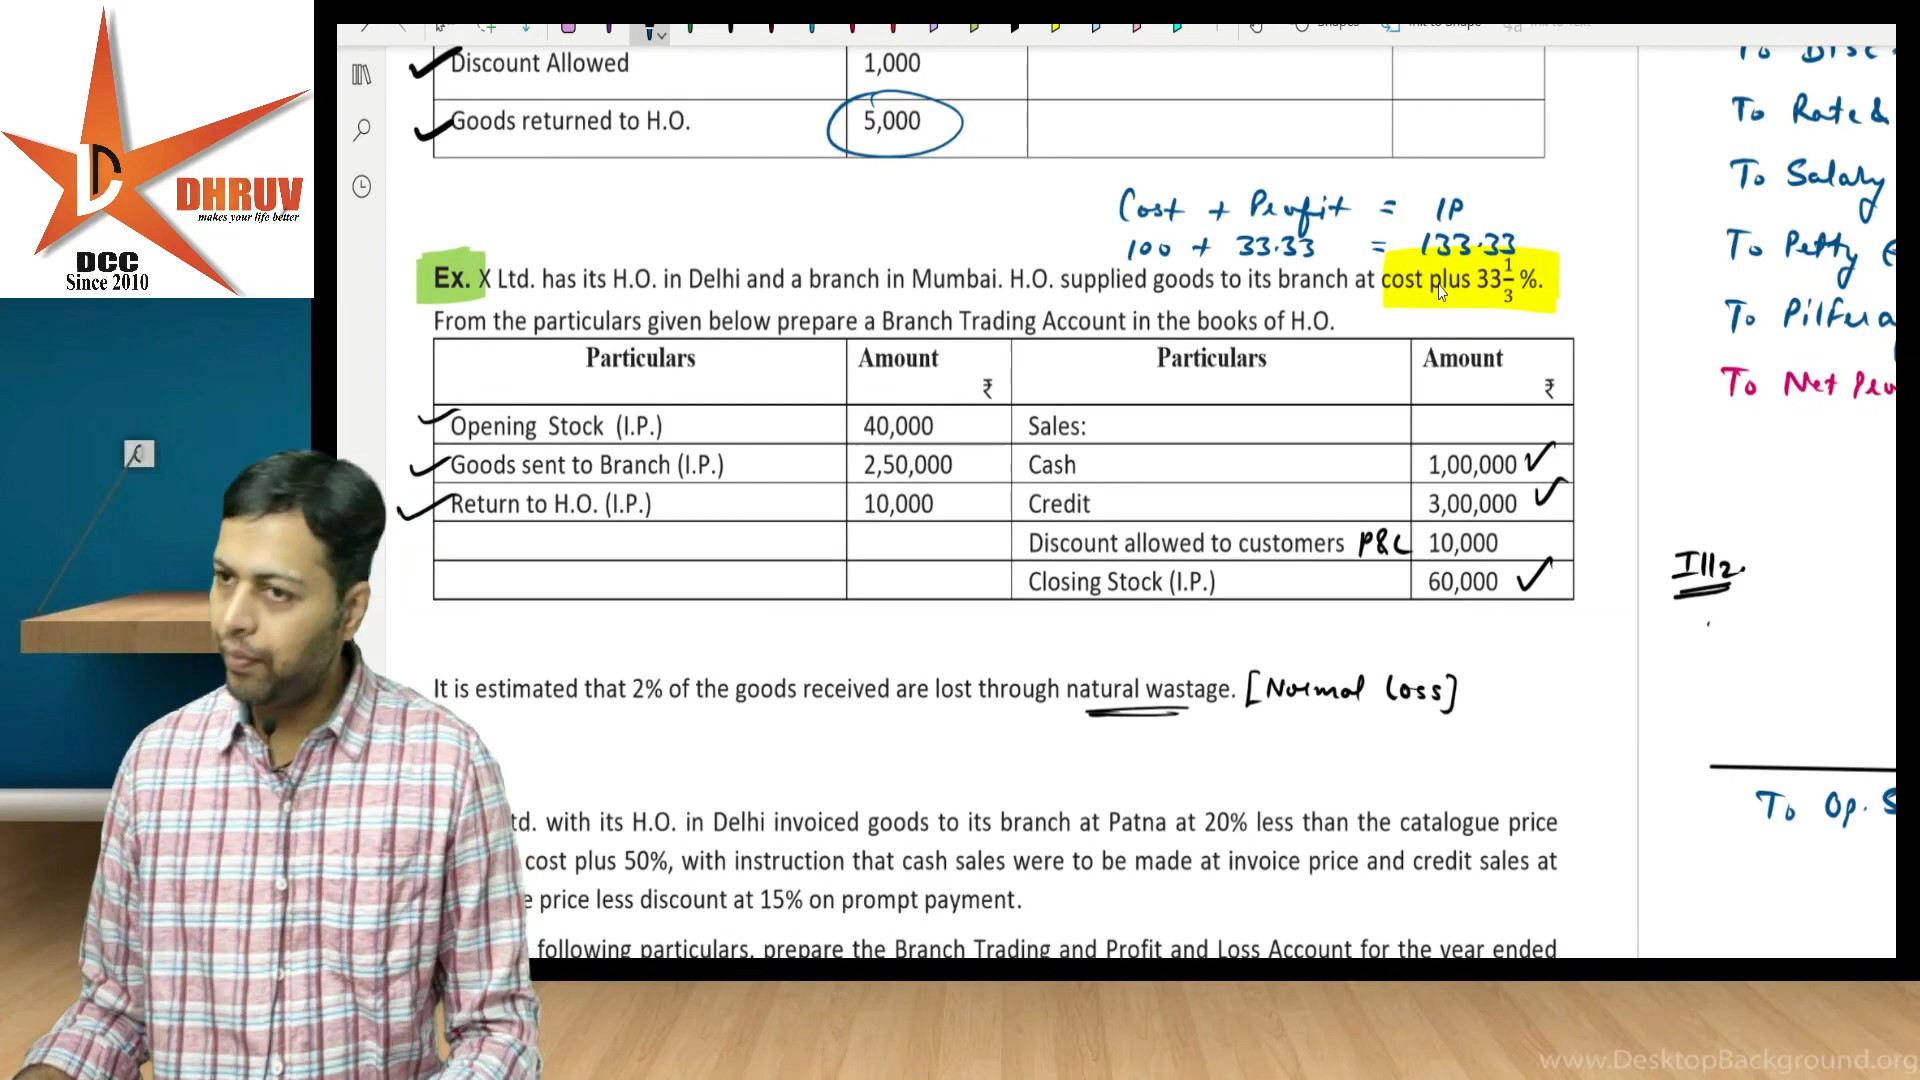 Discount Allowed 1,000
Goods returned to H.O. 5,000
To Rate &
To Salary
To Petty
To Net
DC
DHRUV
makes your life better
DCC
Since 2010
Cost + Profit = IP
100 + 33.33 = 133.33
Ex. X Ltd. has its H.O. in Delhi and a branch in Mumbai. H.O. supplied goods to its branch at cost plus 33 1/3 %.
From the particulars given below prepare a Branch Trading Account in the books of H.O.
Particulars Amount ₹ Particulars Amount ₹
Opening Stock (I.P.) 40,000 Sales:
Goods sent to Branch (I.P.) 2,50,000 Cash 1,00,000
Return to H.O. (I.P.) 10,000 Credit 3,00,000
Discount allowed to customers P&L 10,000
Closing Stock (I.P.) 60,000
Ill 2.
It is estimated that 2% of the goods received are lost through natural wastage. [Normal Loss]
To Op. S
td. with its H.O. in Delhi invoiced goods to its branch at Patna at 20% less than the catalogue price
cost plus 50%, with instruction that cash sales were to be made at invoice price and credit sales at
e price less discount at 15% on prompt payment.
following particulars, prepare the Branch Trading and Profit and Loss Account for the year ended
www.DesktopBackground.org